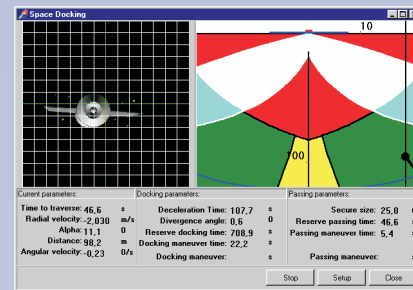 Space Docking
10
100
Current parameters:
Time to traverse: 46,6 s
Radial velocity: -2,030 m/s
Alpha: 11,1 0
Distance: 98,2 m
Angular velocity: -0,23 0/s
Docking parameters:
Deceleration Time: 107,7 s
Divergence angle: 0,6 0
Reserve docking time: 708,9 s
Docking maneuver time: 22,2 s
Docking maneuver: s
Passing parameters:
Secure size: 25,0
Reserve passing time: 46,6
Passing maneuver time: 5,4
Passing maneuver:
Stop
Setup
Close